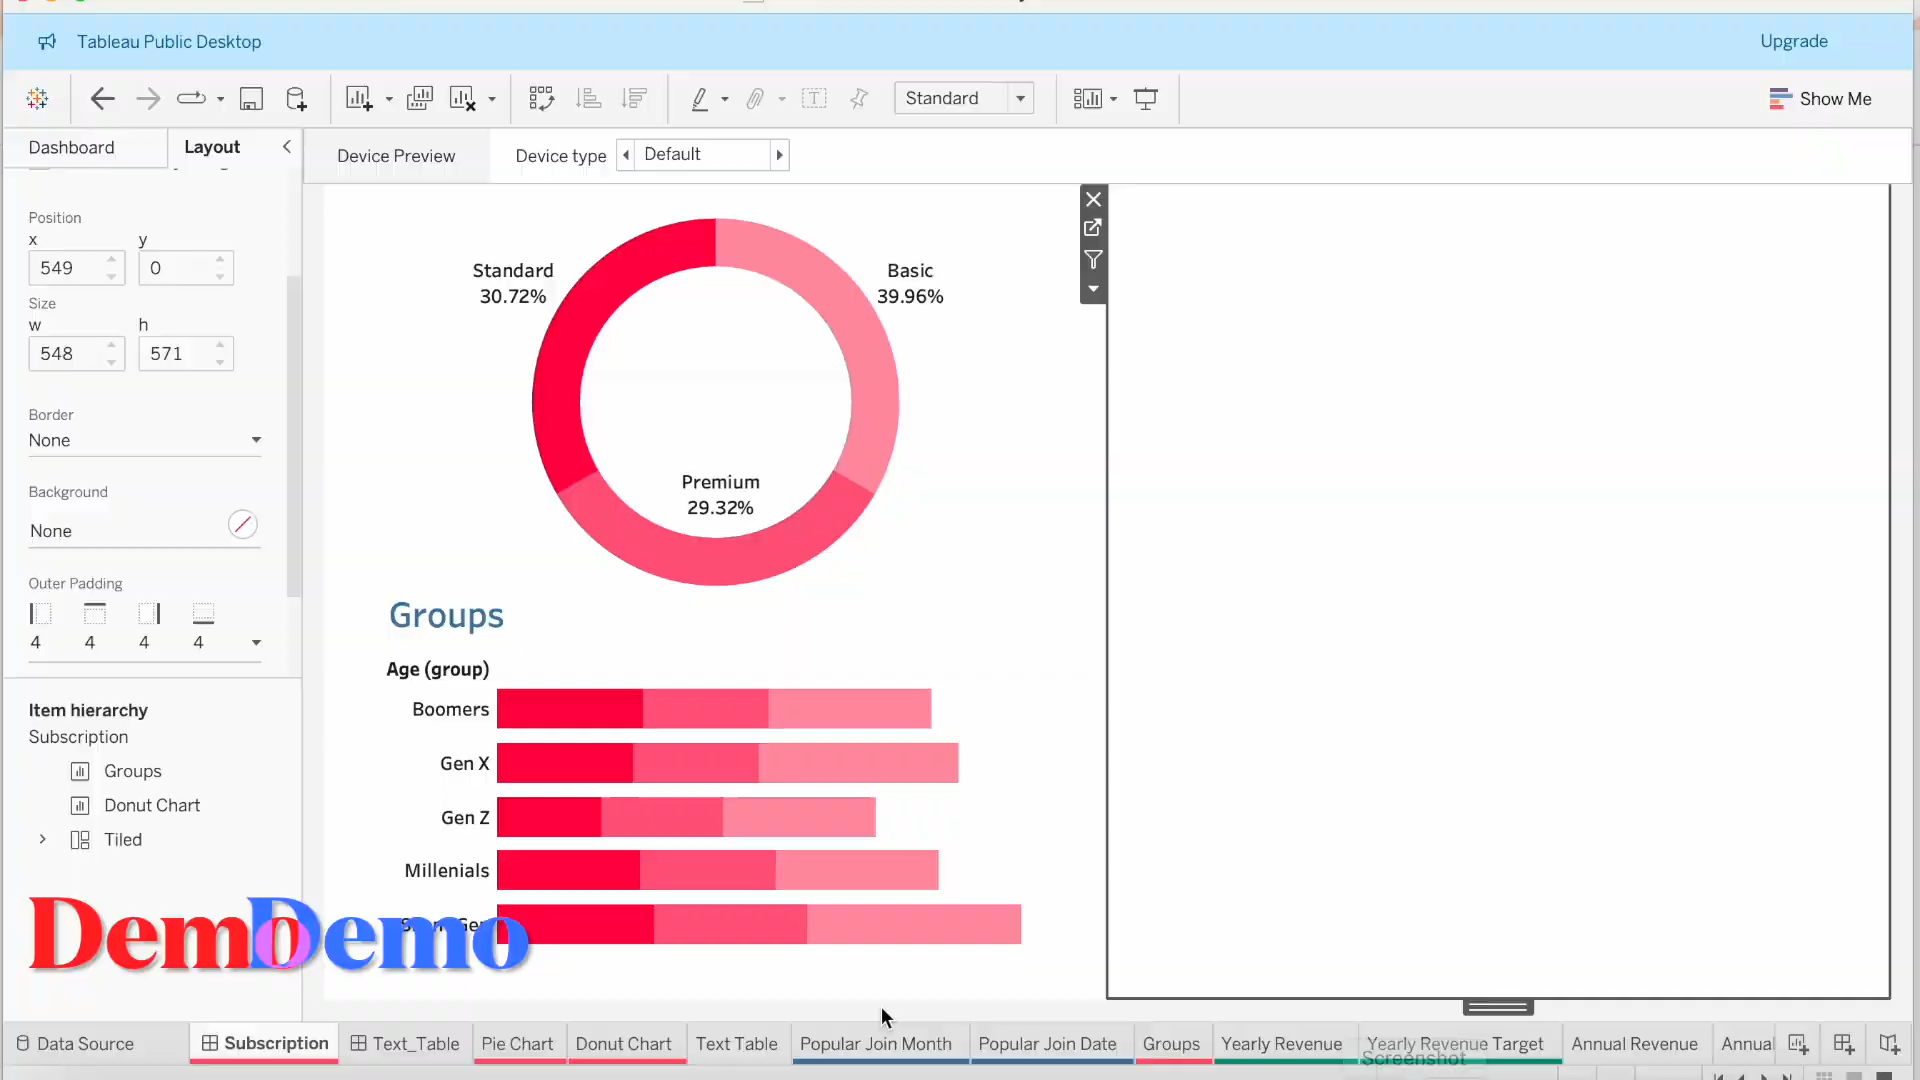 Tableau Public Desktop
Upgrade
Standard
Show Me
Dashboard
Layout
Device Preview
Device type
Default
Position
x
y
549
0
Size
w
h
548
571
Border
None
Background
None
Outer Padding
4
4
4
4
Item hierarchy
Subscription
Groups
Donut Chart
Tiled
Standard
30.72%
Basic
39.96%
Premium
29.32%
Groups
Age (group)
Boomers
Gen X
Gen Z
Millenials
Demo
Demo
Data Source
Subscription
Text_Table
Pie Chart
Donut Chart
Text Table
Popular Join Month
Popular Join Date
Groups
Yearly Revenue
Yearly Revenue Target
Annual Revenue
Annual
Screenshot